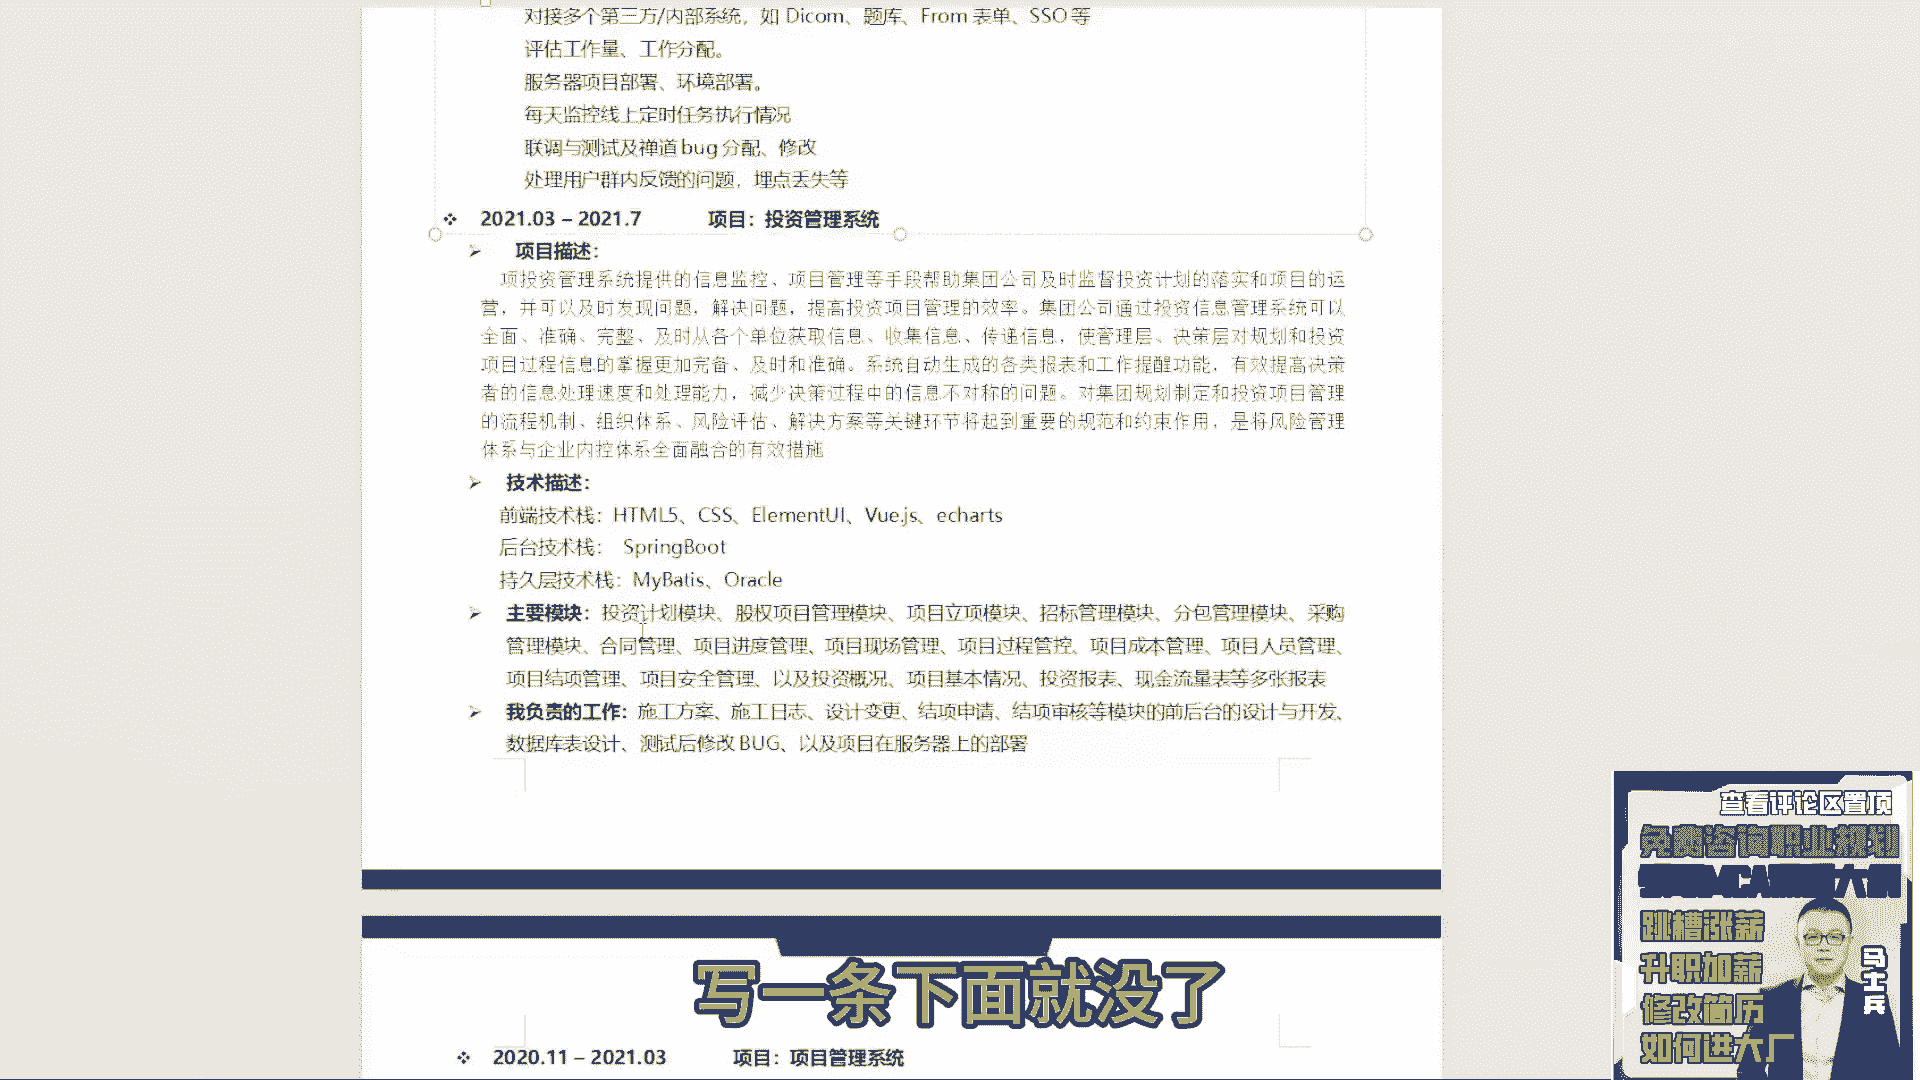 对接多个第三方/内部系统，如 Dicom、题库、From 表单、SSO 等
评估工作量、工作分配。
服务器项目部署、环境部署。
每天监控线上定时任务执行情况
联调与测试及禅道 bug 分配、修改
处理用户群内反馈的问题，埋点丢失等
❖ 2021.03 – 2021.7 项目：投资管理系统
➢ 项目描述：
项投资管理系统提供的信息监控、项目管理等手段帮助集团公司及时监督投资计划的落实和项目的运
营，并可以及时发现问题，解决问题，提高投资项目管理的效率。集团公司通过投资信息管理系统可以
全面、准确、完整、及时从各个单位获取信息、收集信息、传递信息，使管理层、决策层对规划和投资
项目过程信息的掌握更加完备、及时和准确。系统自动生成的各类报表和工作提醒功能，有效提高决策
者的信息处理速度和处理能力，减少决策过程中的信息不对称的问题。对集团规划制定和投资项目管理
的流程机制、组织体系、风险评估、解决方案等关键环节将起到重要的规范和约束作用，是将风险管理
体系与企业内控体系全面融合的有效措施
➢ 技术描述：
前端技术栈：HTML5、CSS、ElementUI、Vue.js、echarts
后台技术栈： SpringBoot
持久层技术栈：MyBatis、Oracle
➢ 主要模块：投资计划模块、股权项目管理模块、项目立项模块、招标管理模块、分包管理模块、采购
管理模块、合同管理、项目进度管理、项目现场管理、项目过程管控、项目成本管理、项目人员管理、
项目结项管理、项目安全管理、以及投资概况、项目基本情况、投资报表、现金流量表等多张报表
➢ 我负责的工作：施工方案、施工日志、设计变更、结项申请、结项审核等模块的前后台的设计与开发、
数据库表设计、测试后修改 BUG、以及项目在服务器上的部署
写一条下面就没了
❖ 2020.11 – 2021.03 项目：项目管理系统
查看评论区置顶
免费咨询职业规划
大纲
跳槽涨薪
升职加薪
修改简历
如何进大厂
马士兵